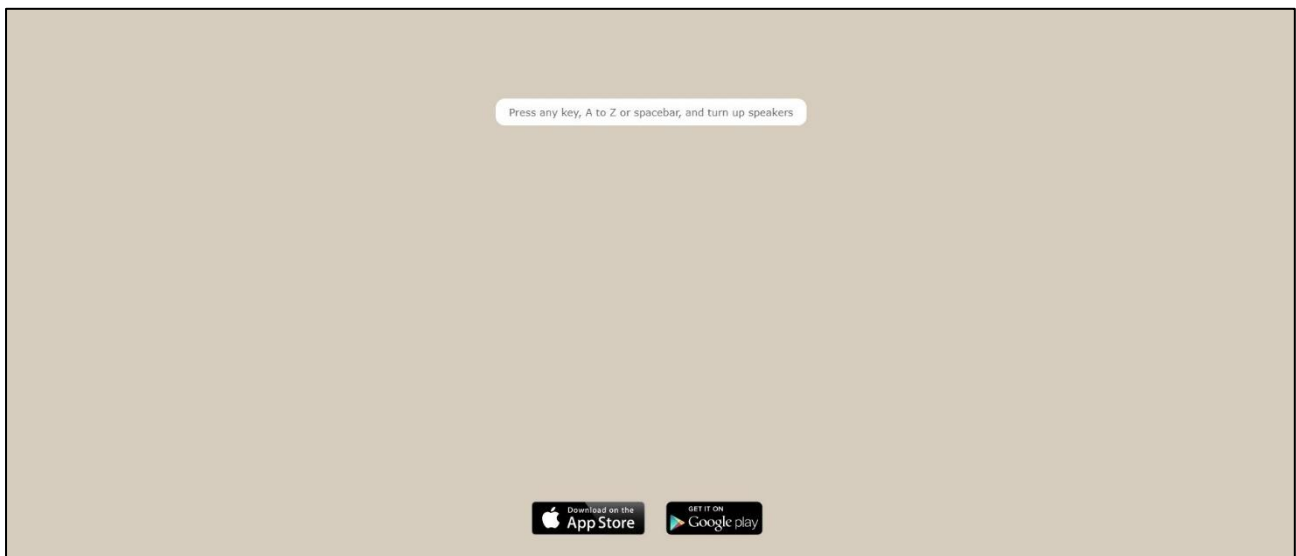 Press any key, A to Z or spacebar, and turn up speakers
Download on the
App Store
GET IT ON
Google play